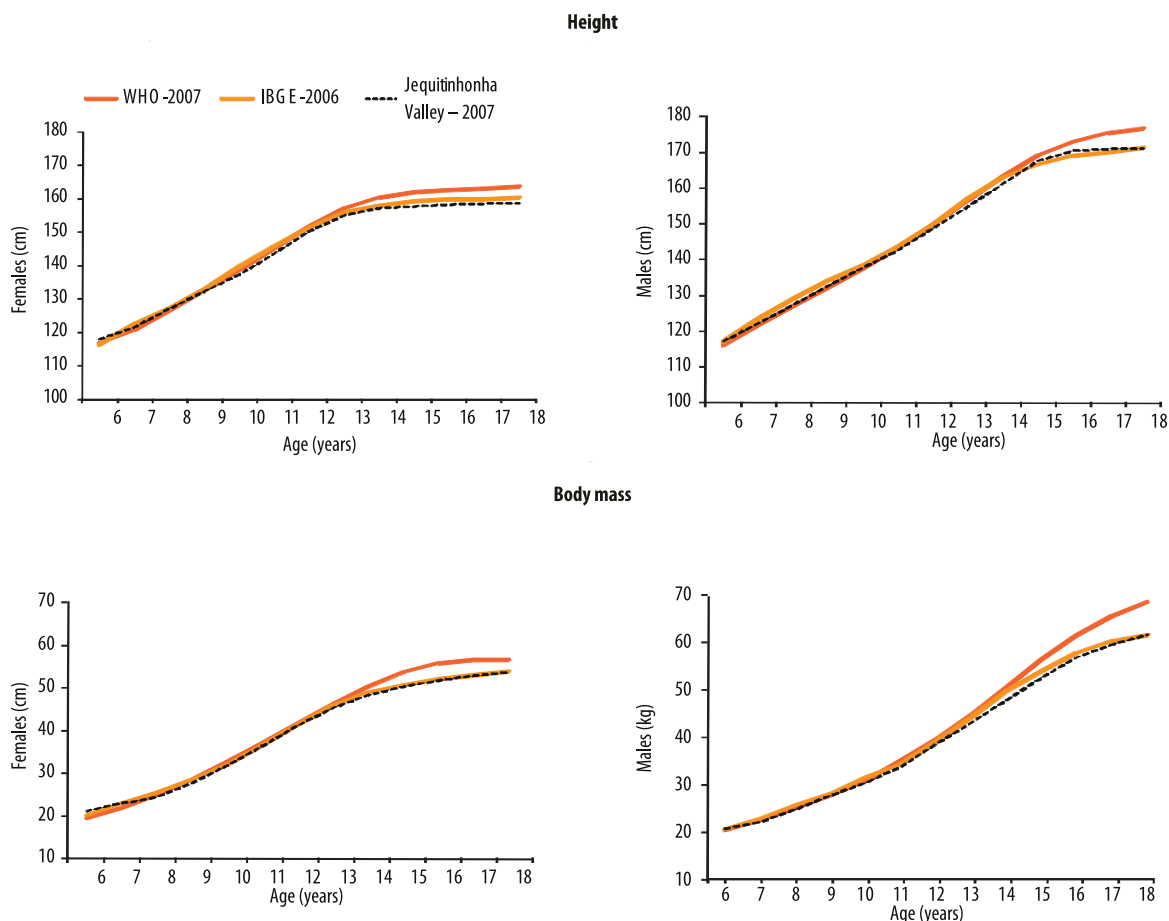 Height
WHO -2007
IBG E -2006
Jequitinhonha
Valley – 2007
180
170
160
150
140
130
120
110
100
Females (cm)
6 7 8 9 10 11 12 13 14 15 16 17 18
Age (years)
180
170
160
150
140
130
120
110
100
Males (cm)
6 7 8 9 10 11 12 13 14 15 16 17 18
Age (years)
Body mass
70
60
50
40
30
20
10
Females (cm)
6 7 8 9 10 11 12 13 14 15 16 17 18
Age (years)
70
60
50
40
30
20
10
Males (kg)
6 7 8 9 10 11 12 13 14 15 16 17 18
Age (years)